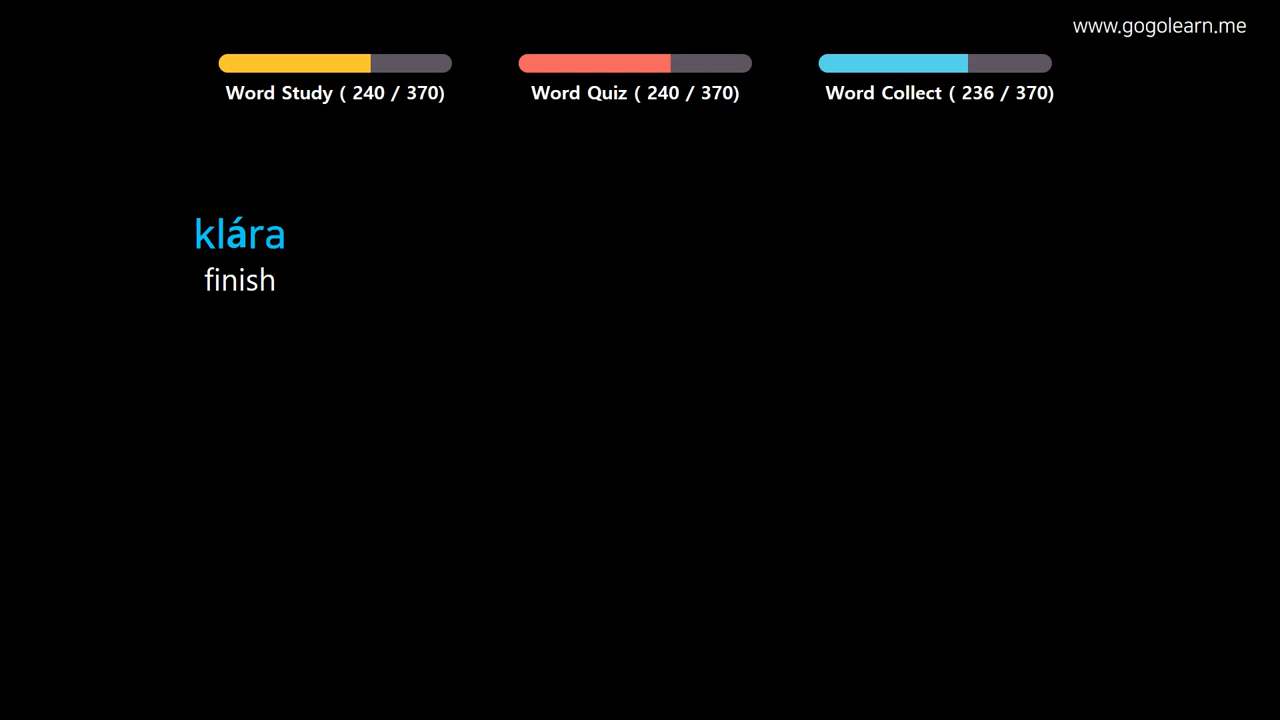 www.gogolearn.me
Word Study ( 240 / 370)
Word Quiz ( 240 / 370)
Word Collect ( 236 / 370)
klára
finish